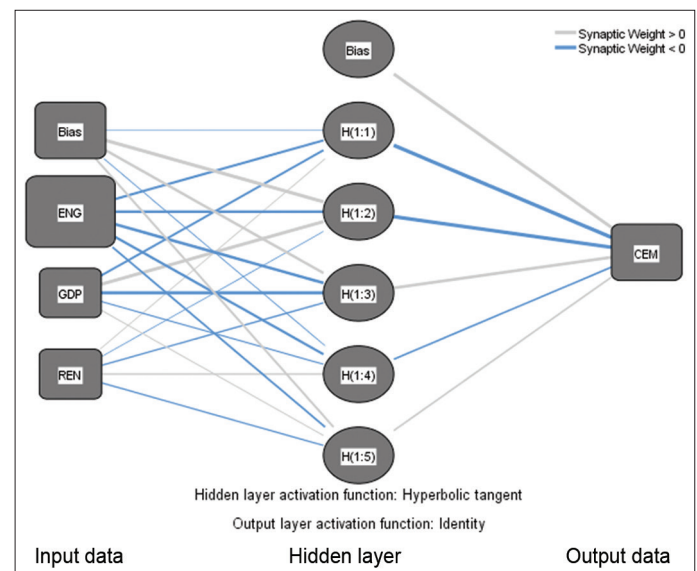 Synaptic Weight > 0
Synaptic Weight < 0
Bias
Bias
H(1:1)
ENG
H(1:2)
CEM
GDP
H(1:3)
REN
H(1:4)
H(1:5)
Hidden layer activation function: Hyperbolic tangent
Output layer activation function: Identity
Input data
Hidden layer
Output data